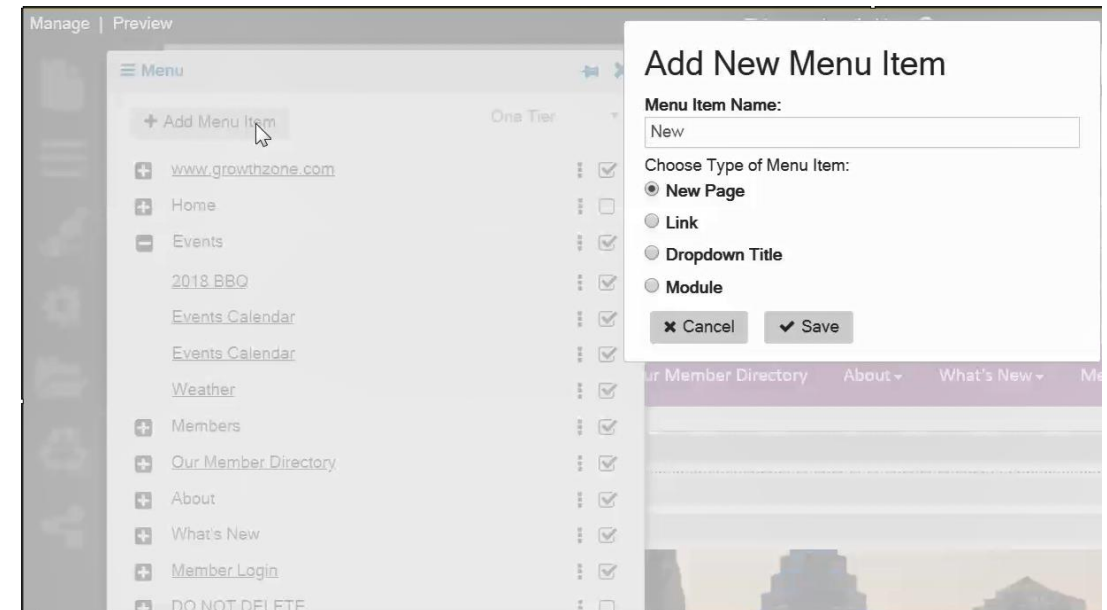 Manage | Preview
Menu
Add Menu Item
One Tier
www.growthzone.com
Home
Events
2018 BBQ
Events Calendar
Events Calendar
Weather
Members
Our Member Directory
About
What's New
Member Login
DO NOT DELETE
Add New Menu Item
Menu Item Name:
New
Choose Type of Menu Item:
New Page
Link
Dropdown Title
Module
Cancel
Save
Member Directory About What's New